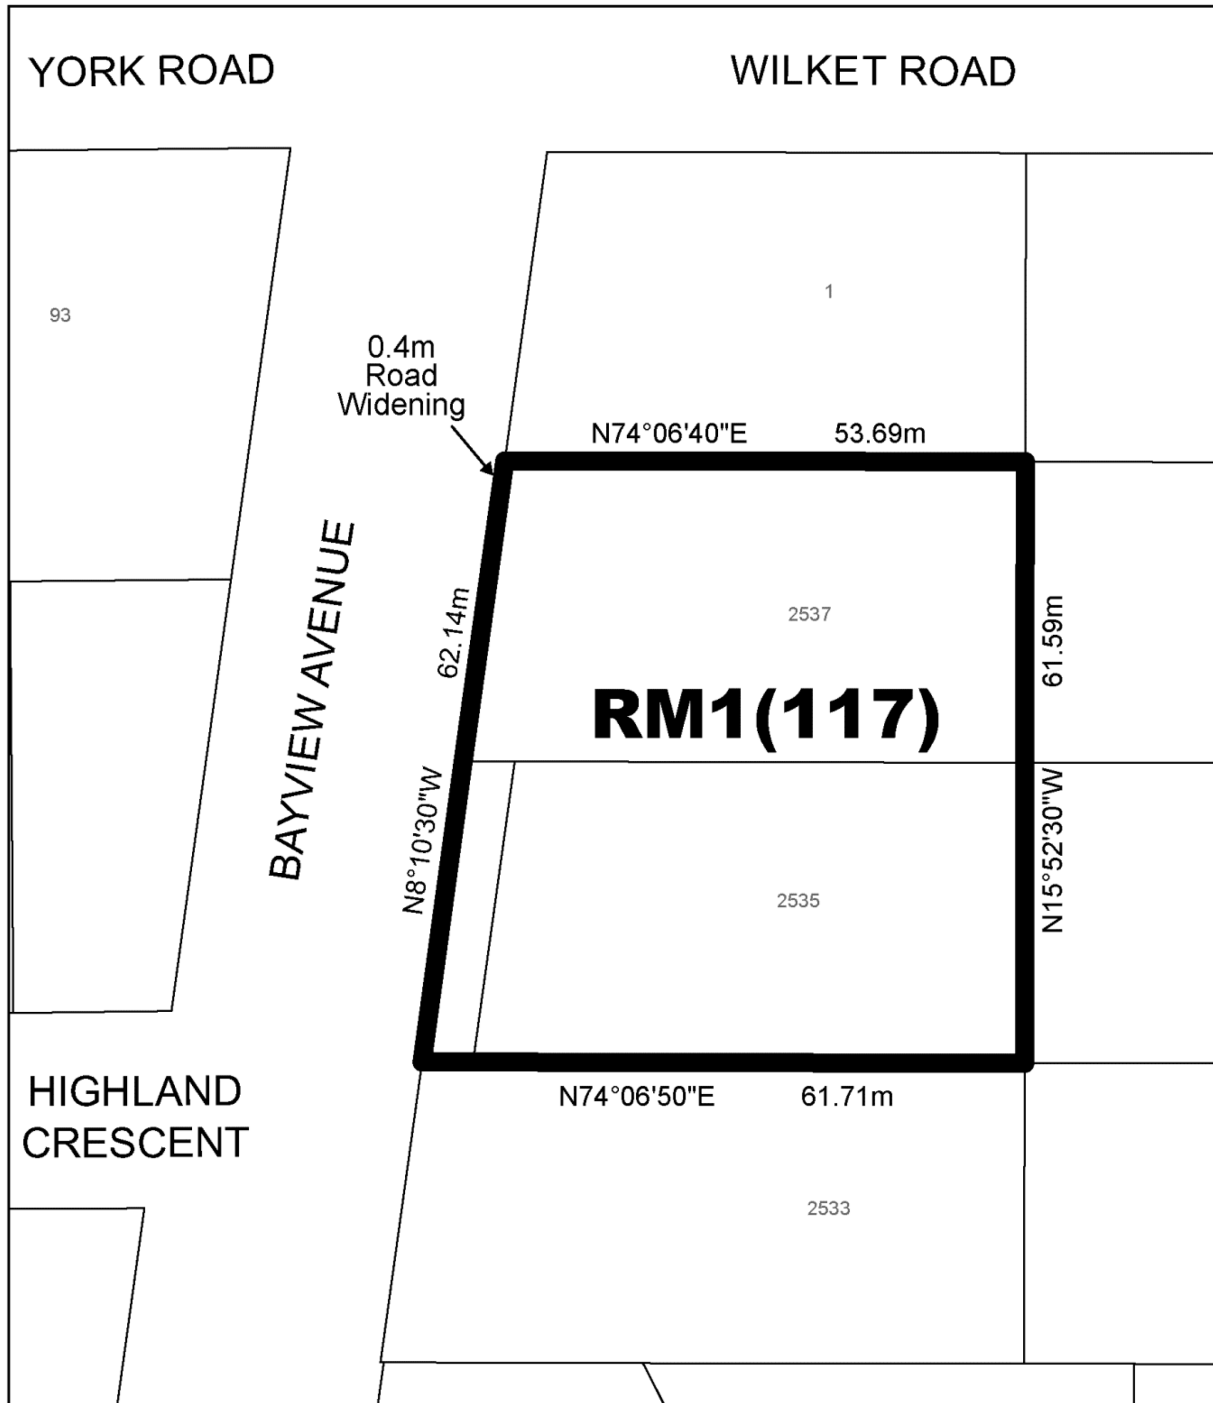 YORK ROAD
WILKET ROAD
93
1
0.4m
Road
Widening
N74°06'40"E 53.69m
BAYVIEW AVENUE
62.14m
N8°10'30"W
2537
61.59m
RM1(117)
N15°52'30"W
2535
HIGHLAND
CRESCENT
N74°06'50"E 61.71m
2533